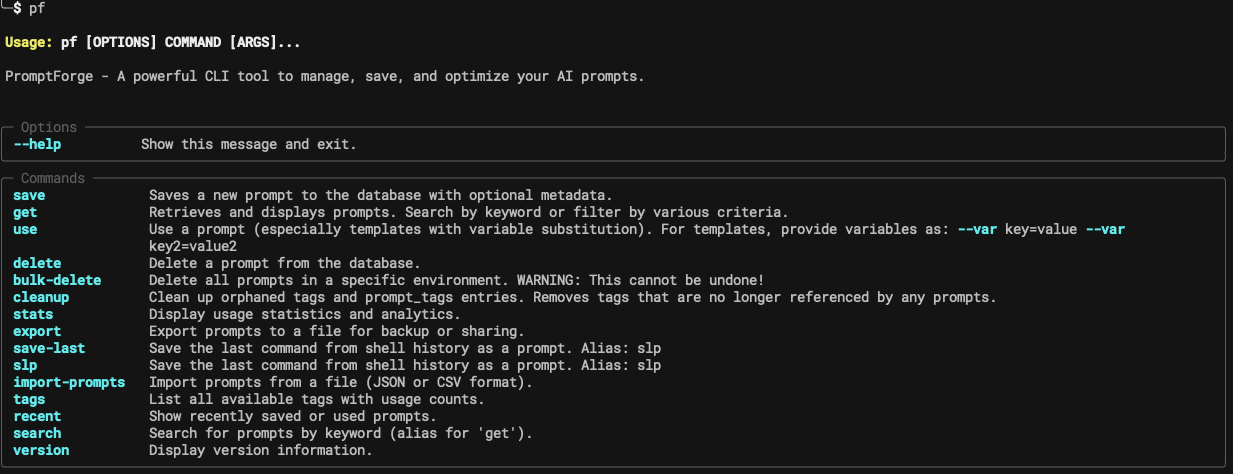 $ pf
Usage: pf [OPTIONS] COMMAND [ARGS]...
PromptForge - A powerful CLI tool to manage, save, and optimize your AI prompts.
Options
--help Show this message and exit.
Commands
save Saves a new prompt to the database with optional metadata.
get Retrieves and displays prompts. Search by keyword or filter by various criteria.
use Use a prompt (especially templates with variable substitution). For templates, provide variables as: --var key=value --var
key2=value2
delete Delete a prompt from the database.
bulk-delete Delete all prompts in a specific environment. WARNING: This cannot be undone!
cleanup Clean up orphaned tags and prompt_tags entries. Removes tags that are no longer referenced by any prompts.
stats Display usage statistics and analytics.
export Export prompts to a file for backup or sharing.
save-last Save the last command from shell history as a prompt. Alias: slp
slp Save the last command from shell history as a prompt. Alias: slp
import-prompts Import prompts from a file (JSON or CSV format).
tags List all available tags with usage counts.
recent Show recently saved or used prompts.
search Search for prompts by keyword (alias for 'get').
version Display version information.